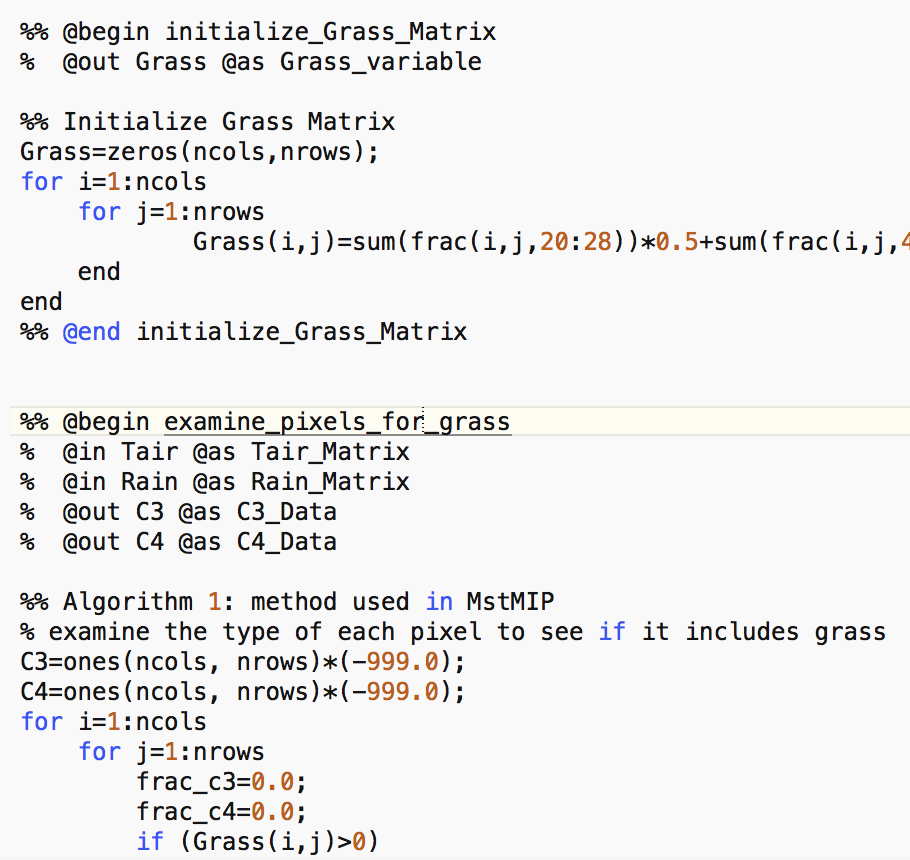 %% @begin initialize_Grass_Matrix
%  @out Grass @as Grass_variable
%% Initialize Grass Matrix
Grass=zeros(ncols,nrows);
for i=1:ncols
    for j=1:nrows
            Grass(i,j)=sum(frac(i,j,20:28))*0.5+sum(frac(i,j,4
    end
end
%% @end initialize_Grass_Matrix
%% @begin examine_pixels_for_grass
%  @in Tair @as Tair_Matrix
%  @in Rain @as Rain_Matrix
%  @out C3 @as C3_Data
%  @out C4 @as C4_Data
%% Algorithm 1: method used in MstMIP
% examine the type of each pixel to see if it includes grass
C3=ones(ncols, nrows)*(-999.0);
C4=ones(ncols, nrows)*(-999.0);
for i=1:ncols
    for j=1:nrows
        frac_c3=0.0;
        frac_c4=0.0;
        if (Grass(i,j)>0)